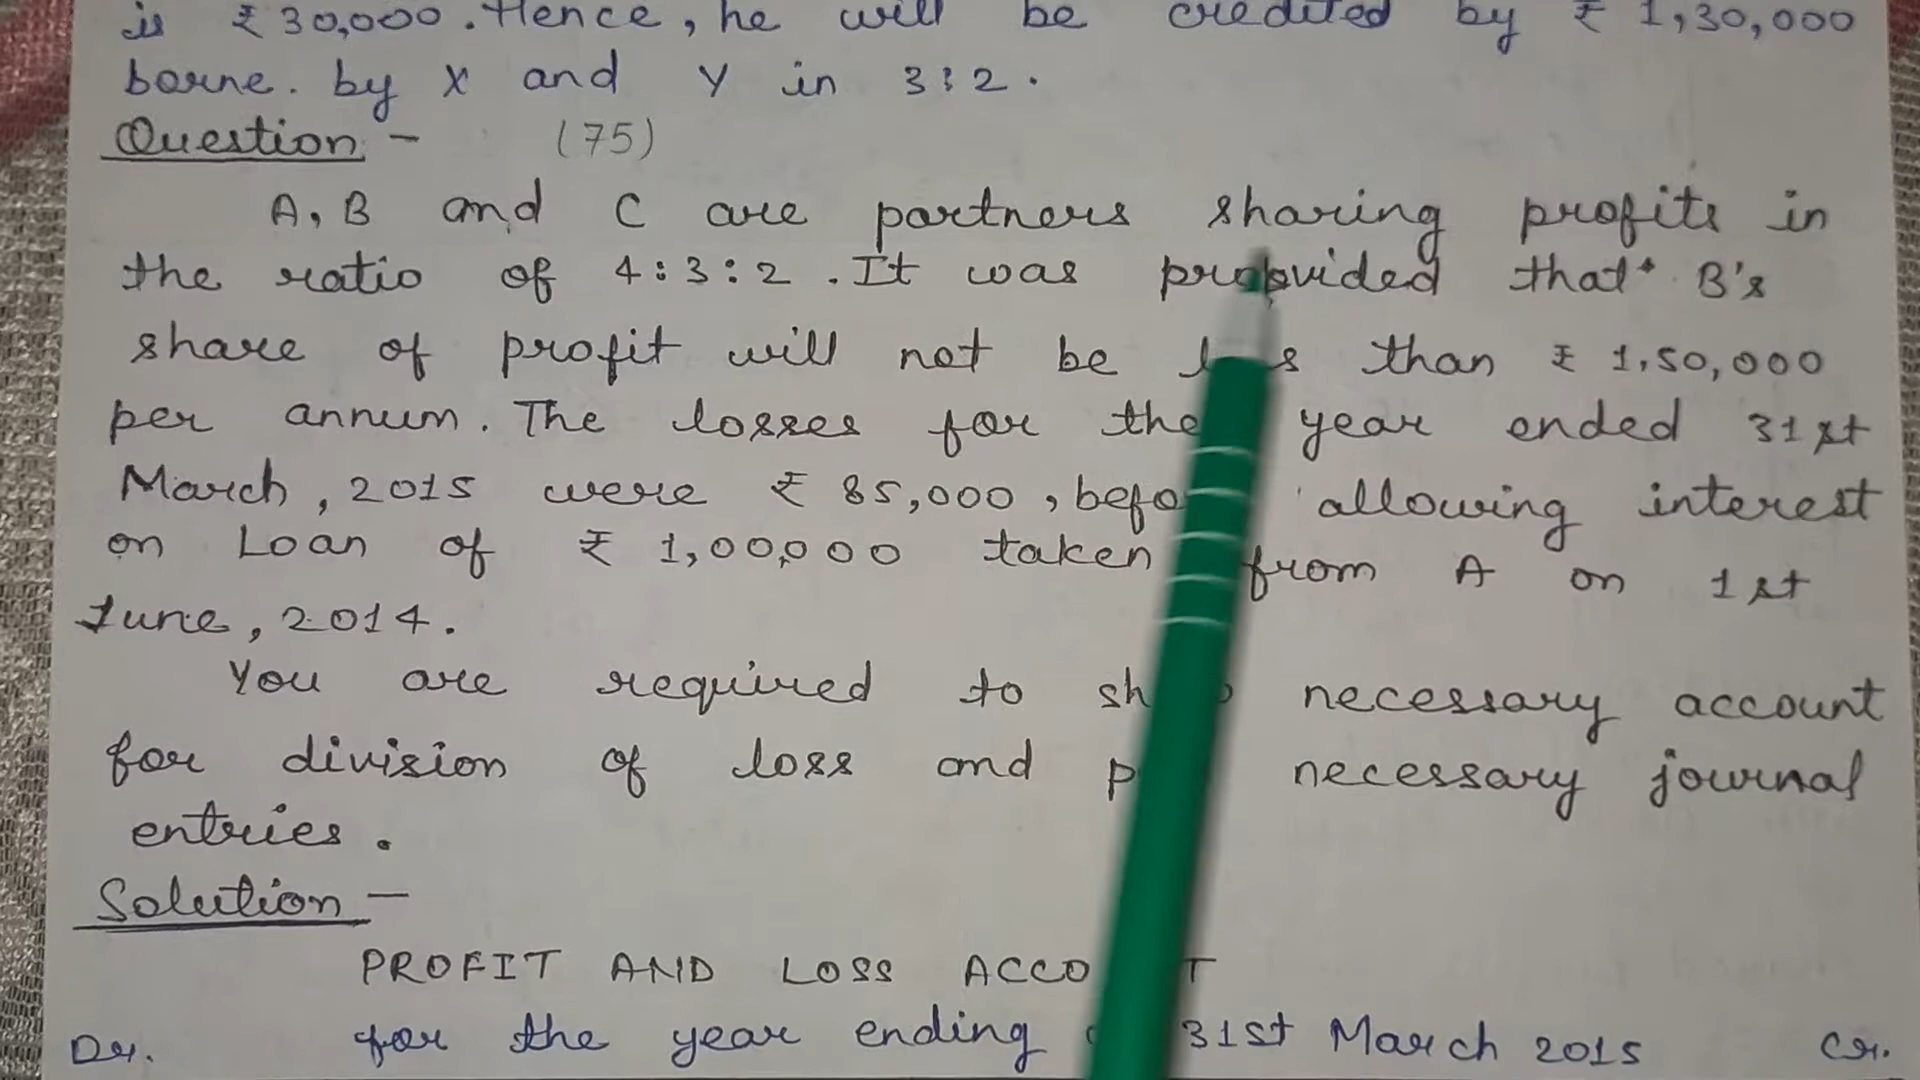 is ₹ 30,000. Hence, he will be credited by ₹ 1,30,000
borne. by X and Y in 3:2.
Question - (75)
A, B and C are partners sharing profits in
the ratio of 4:3:2. It was provided that B's
share of profit will not be than ₹ 1,50,000
per annum. The losses for the year ended 31st
March, 2015 were ₹ 85,000, allowing interest
on Loan of ₹ 1,00,000 taken from A on 1st
June, 2014.
You are required to necessary account
for division of loss and necessary journal
entries.
Solution -
PROFIT AND LOSS
Dr. for the year ending 31st March 2015 Cr.